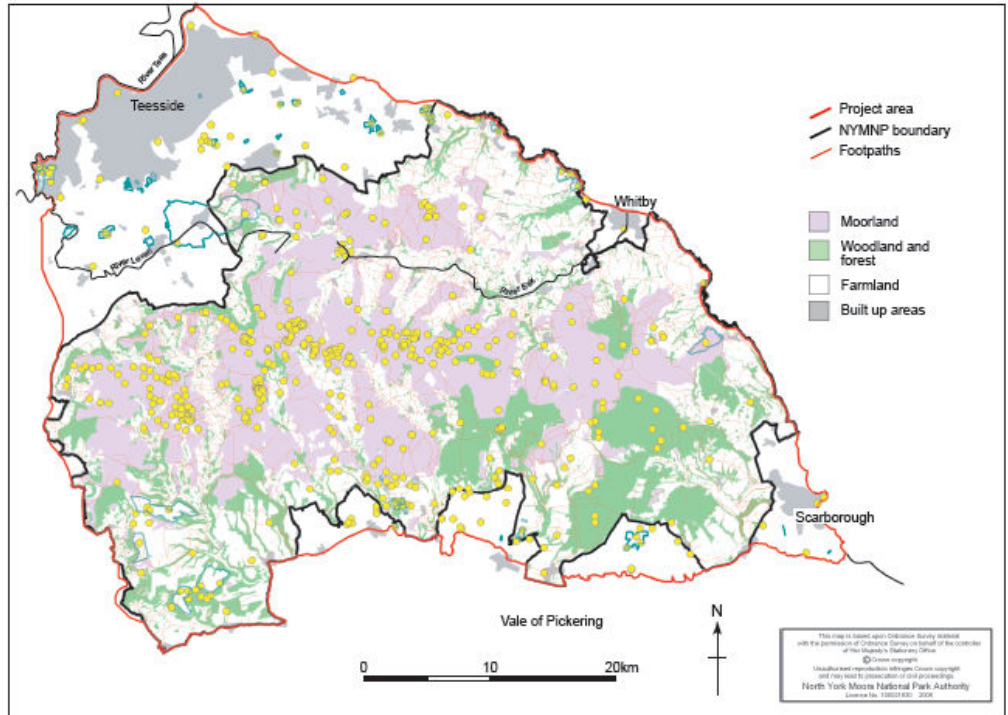 River Tees
Teesside
Project area
NYMNP boundary
Footpaths
Whitby
Moorland
Woodland and
forest
Farmland
Built up areas
River Leven
River Esk
Scarborough
Vale of Pickering
N
0 10 20km
This map is based upon Ordnance Survey material
with the permission of Ordnance Survey on behalf of the controller
of Her Majesty's Stationery Office
© Crown copyright
Unauthorised reproduction infringes Crown copyright
and may lead to prosecution or civil proceedings
North York Moors National Park Authority
Licence No. 2006